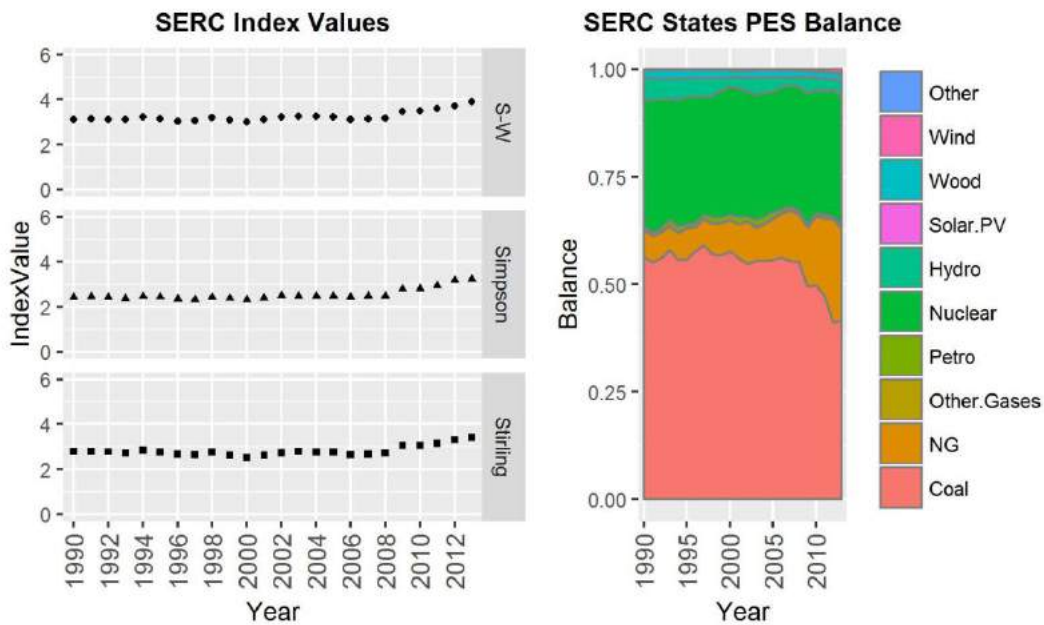 SERC Index Values
6
4
2
0
S-W
6
4
2
0
Simpson
6
4
2
0
Stirling
IndexValue
1990
1992
1994
1996
1998
2000
2002
2004
2006
2008
2010
2012
Year
SERC States PES Balance
1.00
0.75
0.50
0.25
0.00
Balance
1990
1995
2000
2005
2010
Year
Other
Wind
Wood
Solar.PV
Hydro
Nuclear
Petro
Other.Gases
NG
Coal